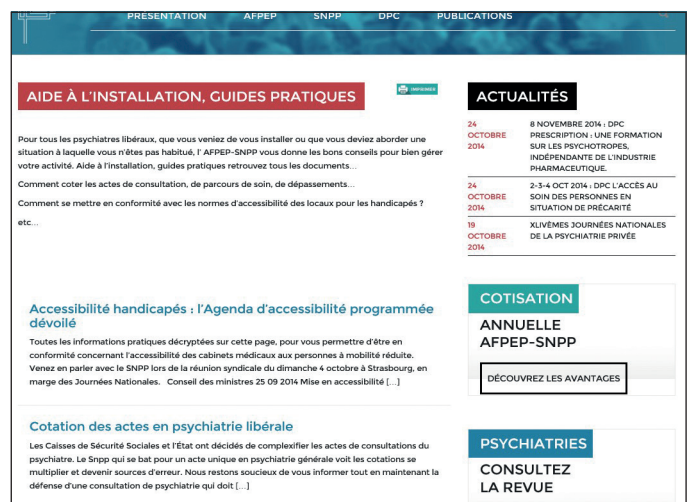 PRÉSENTATION AFPEP SNPP DPC PUBLICATIONS
AIDE À L'INSTALLATION, GUIDES PRATIQUES
IMPRIMER
Pour tous les psychiatres libéraux, que vous veniez de vous installer ou que vous deviez aborder une
situation à laquelle vous n'êtes pas habitué, l' AFPEP-SNPP vous donne les bons conseils pour bien gérer
votre activité. Aide à l'installation, guides pratiques retrouvez tous les documents...
Comment coter les actes de consultation, de parcours de soin, de dépassements...
Comment se mettre en conformité avec les normes d'accessibilité des locaux pour les handicapés ?
etc...
Accessibilité handicapés : l'Agenda d'accessibilité programmée
dévoilé
Toutes les informations pratiques décryptées sur cette page, pour vous permettre d'être en
conformité concernant l'accessibilité des cabinets médicaux aux personnes à mobilité réduite.
Venez en parler avec le SNPP lors de la réunion syndicale du dimanche 4 octobre à Strasbourg, en
marge des Journées Nationales. Conseil des ministres 25 09 2014 Mise en accessibilité [...]
Cotation des actes en psychiatrie libérale
Les Caisses de Sécurité Sociales et l'État ont décidés de complexifier les actes de consultations du
psychiatre. Le Snpp qui se bat pour un acte unique en psychiatrie générale voit les cotations se
multiplier et devenir sources d'erreur. Nous restons soucieux de vous informer tout en maintenant la
défense d'une consultation de psychiatrie qui doit [...]
ACTUALITÉS
24 OCTOBRE 2014
8 NOVEMBRE 2014 : DPC
PRESCRIPTION : UNE FORMATION
SUR LES PSYCHOTROPES,
INDÉPENDANTE DE L'INDUSTRIE
PHARMACEUTIQUE.
24 OCTOBRE 2014
2-3-4 OCT 2014 : DPC L'ACCÈS AU
SOIN DES PERSONNES EN
SITUATION DE PRÉCARITÉ
19 OCTOBRE 2014
XLIVÈMES JOURNÉES NATIONALES
DE LA PSYCHIATRIE PRIVÉE
COTISATION
ANNUELLE
AFPEP-SNPP
DÉCOUVREZ LES AVANTAGES
PSYCHIATRIES
CONSULTEZ
LA REVUE